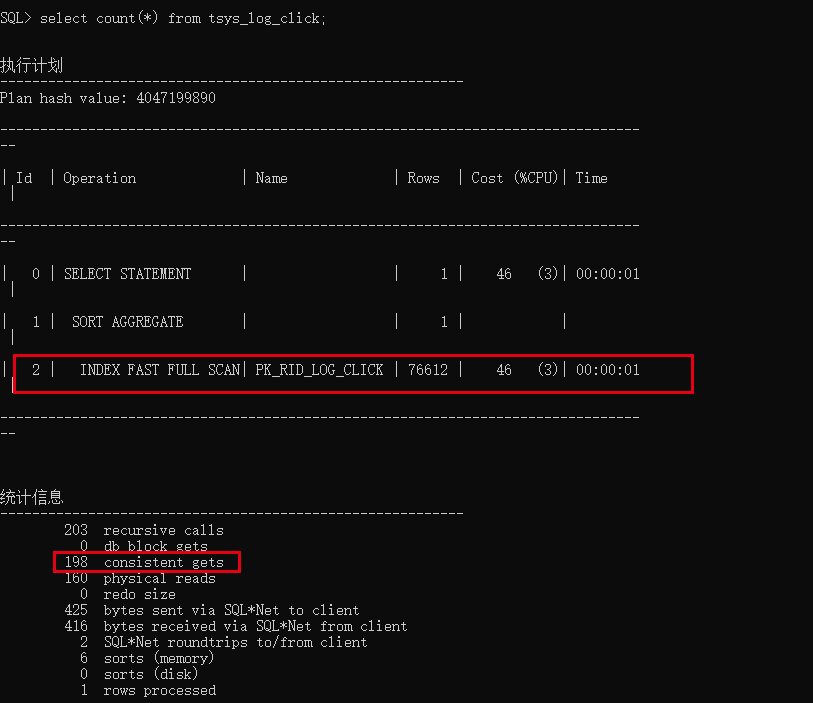 SQL> select count(*) from tsys_log_click;
执行计划
----------------------------------------------------------
Plan hash value: 4047199890
--------------------------------------------------------------------------------
--
| Id  | Operation             | Name             | Rows  | Cost (%CPU)| Time
 |
--------------------------------------------------------------------------------
--
|   0 | SELECT STATEMENT      |                  |     1 |    46   (3)| 00:00:01
 |
|   1 |  SORT AGGREGATE       |                  |     1 |            |
 |
|   2 |   INDEX FAST FULL SCAN| PK_RID_LOG_CLICK | 76612 |    46   (3)| 00:00:01
 |
--------------------------------------------------------------------------------
--
统计信息
----------------------------------------------------------
        203  recursive calls
          0  db block gets
        198  consistent gets
        160  physical reads
          0  redo size
        425  bytes sent via SQL*Net to client
        416  bytes received via SQL*Net from client
          2  SQL*Net roundtrips to/from client
          6  sorts (memory)
          0  sorts (disk)
          1  rows processed